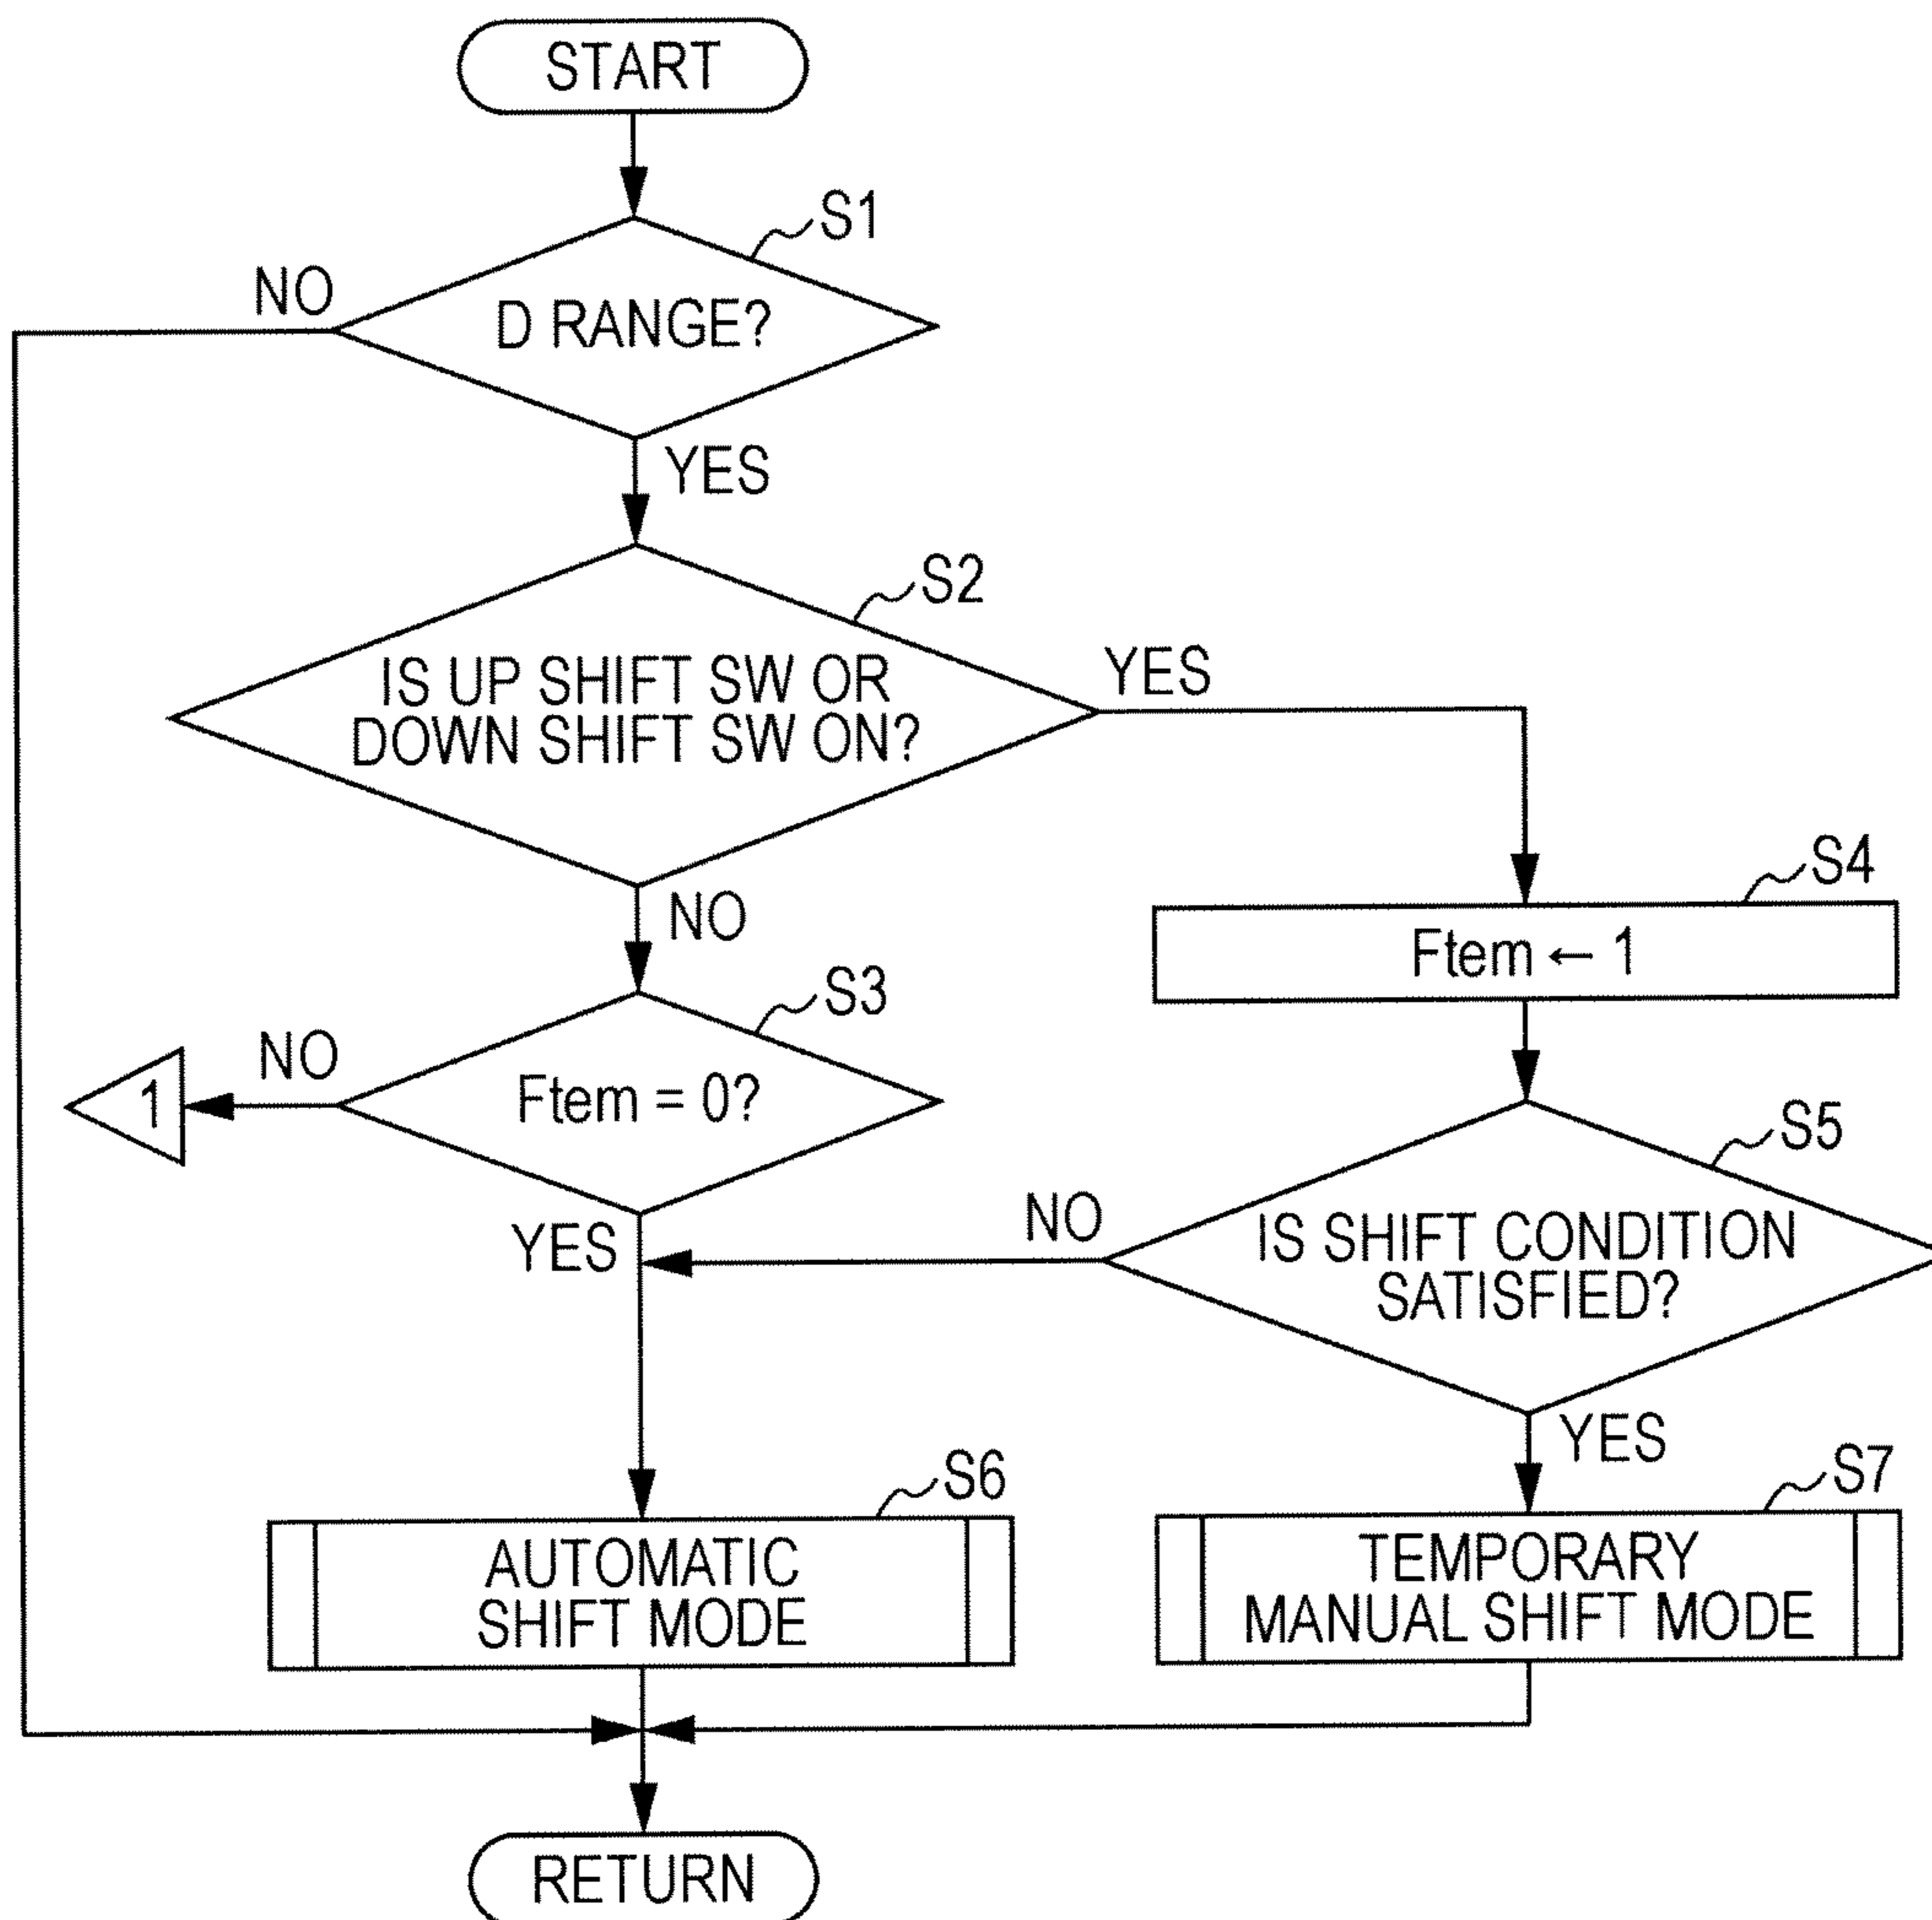 START
S1
NO
D RANGE?
YES
S2
IS UP SHIFT SW OR
DOWN SHIFT SW ON?
YES
NO
S4
Ftem ← 1
S3
NO
Ftem = 0?
1
YES
S5
NO
IS SHIFT CONDITION
SATISFIED?
YES
S6
AUTOMATIC
SHIFT MODE
S7
TEMPORARY
MANUAL SHIFT MODE
RETURN